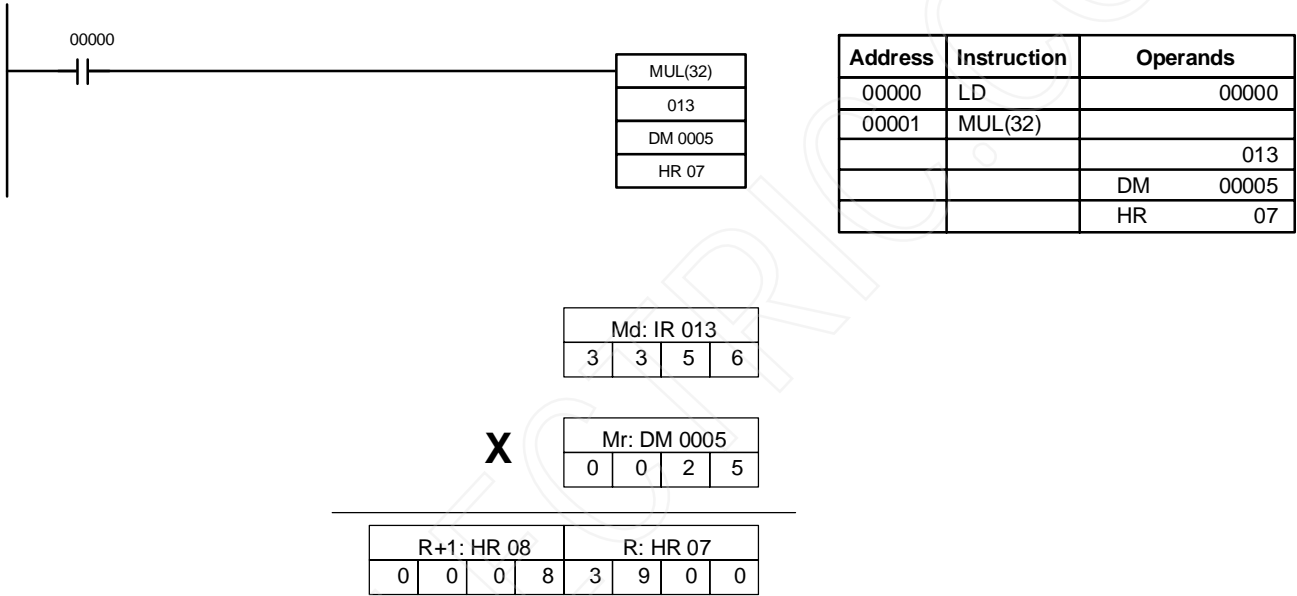 00000
MUL(32)
013
DM 0005
HR 07
Address Instruction Operands
00000 LD 00000
00001 MUL(32)
013
DM 00005
HR 07
Md: IR 013
3 3 5 6
X
Mr: DM 0005
0 0 2 5
R+1: HR 08 R: HR 07
0 0 0 8 3 9 0 0